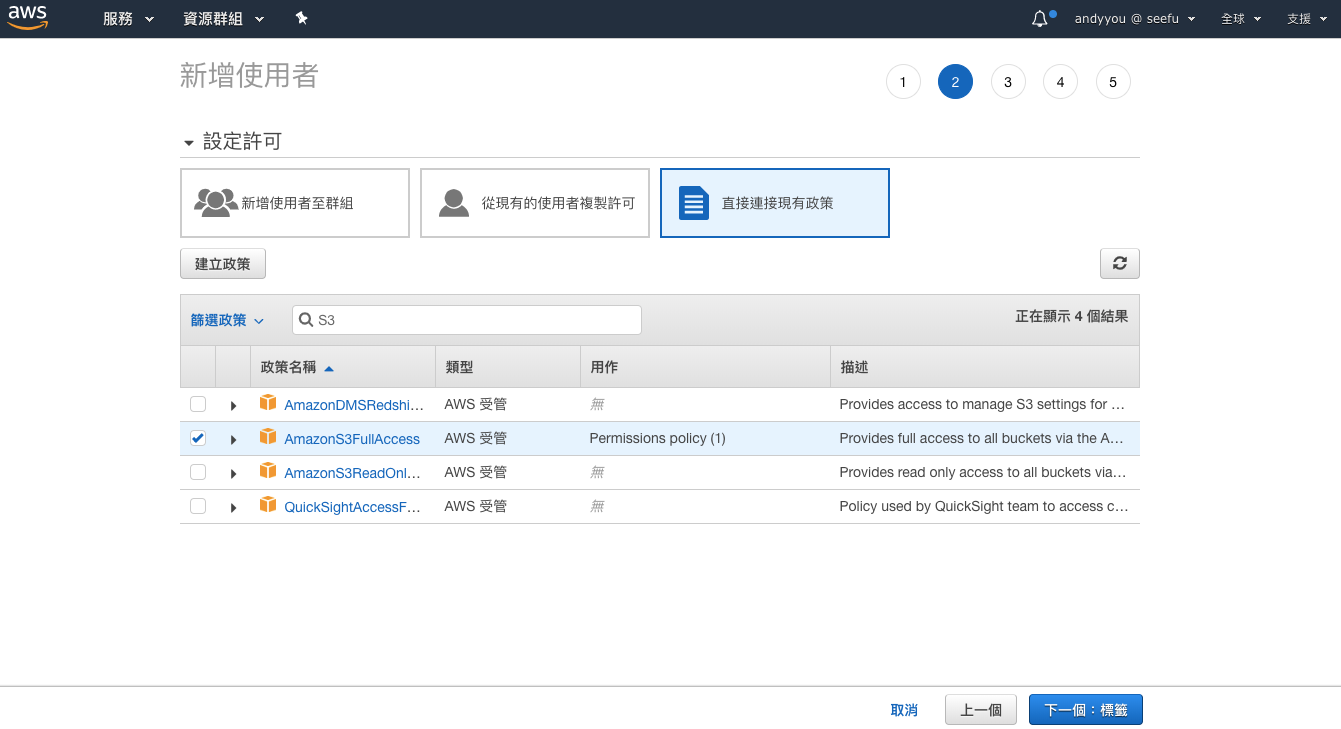 aws 服務 資源群組 andyyou @ seefu 全球 支援
新增使用者 1 2 3 4 5
設定許可
新增使用者至群組 從現有的使用者複製許可 直接連接現有政策
建立政策
篩選政策 S3 正在顯示 4 個結果
政策名稱 類型 用作 描述
AmazonDMSRedshi... AWS 受管 無 Provides access to manage S3 settings for ...
AmazonS3FullAccess AWS 受管 Permissions policy (1) Provides full access to all buckets via the A...
AmazonS3ReadOnl... AWS 受管 無 Provides read only access to all buckets via...
QuickSightAccessF... AWS 受管 無 Policy used by QuickSight team to access c...
取消 上一個 下一個：標籤